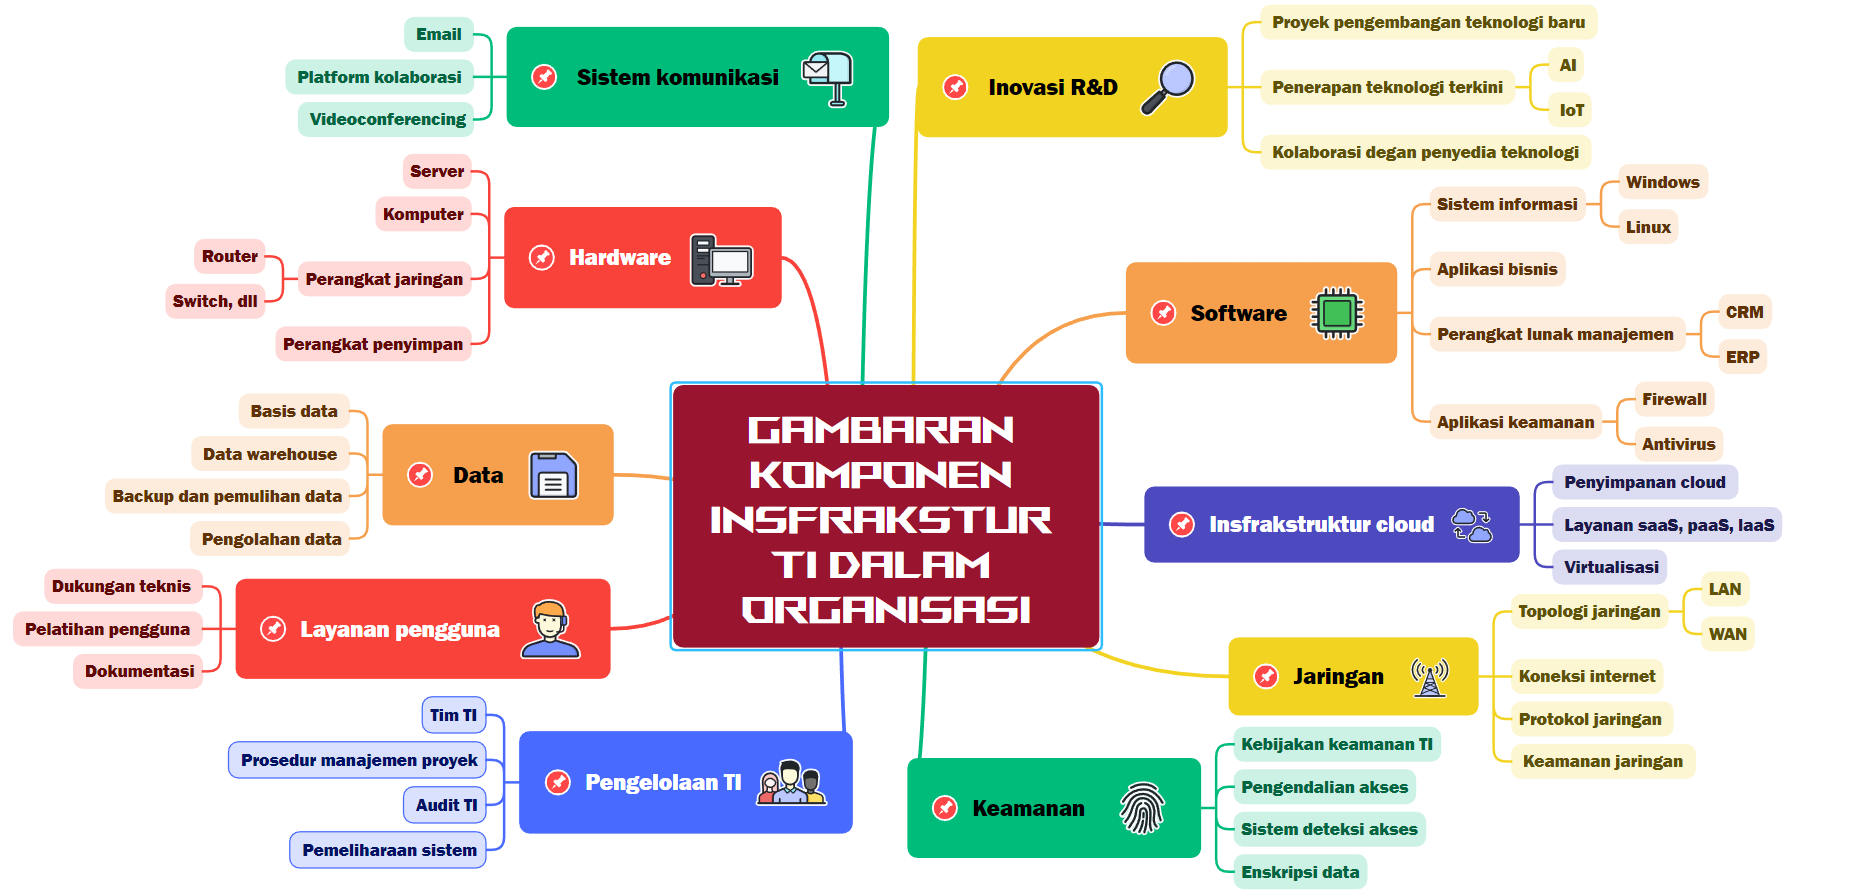 GAMBARAN
KOMPONEN
INSFRAKSTUR
TI DALAM
ORGANISASI
Sistem komunikasi
Email
Platform kolaborasi
Videoconferencing
Hardware
Server
Komputer
Perangkat jaringan
Router
Switch, dll
Perangkat penyimpan
Data
Basis data
Data warehouse
Backup dan pemulihan data
Pengolahan data
Layanan pengguna
Dukungan teknis
Pelatihan pengguna
Dokumentasi
Pengelolaan TI
Tim TI
Prosedur manajemen proyek
Audit TI
Pemeliharaan sistem
Inovasi R&D
Proyek pengembangan teknologi baru
Penerapan teknologi terkini
AI
IoT
Kolaborasi degan penyedia teknologi
Software
Sistem informasi
Windows
Linux
Aplikasi bisnis
Perangkat lunak manajemen
CRM
ERP
Aplikasi keamanan
Firewall
Antivirus
Insfrakstruktur cloud
Penyimpanan cloud
Layanan saaS, paaS, IaaS
Virtualisasi
Jaringan
Topologi jaringan
LAN
WAN
Koneksi internet
Protokol jaringan
Keamanan jaringan
Keamanan
Kebijakan keamanan TI
Pengendalian akses
Sistem deteksi akses
Enskripsi data